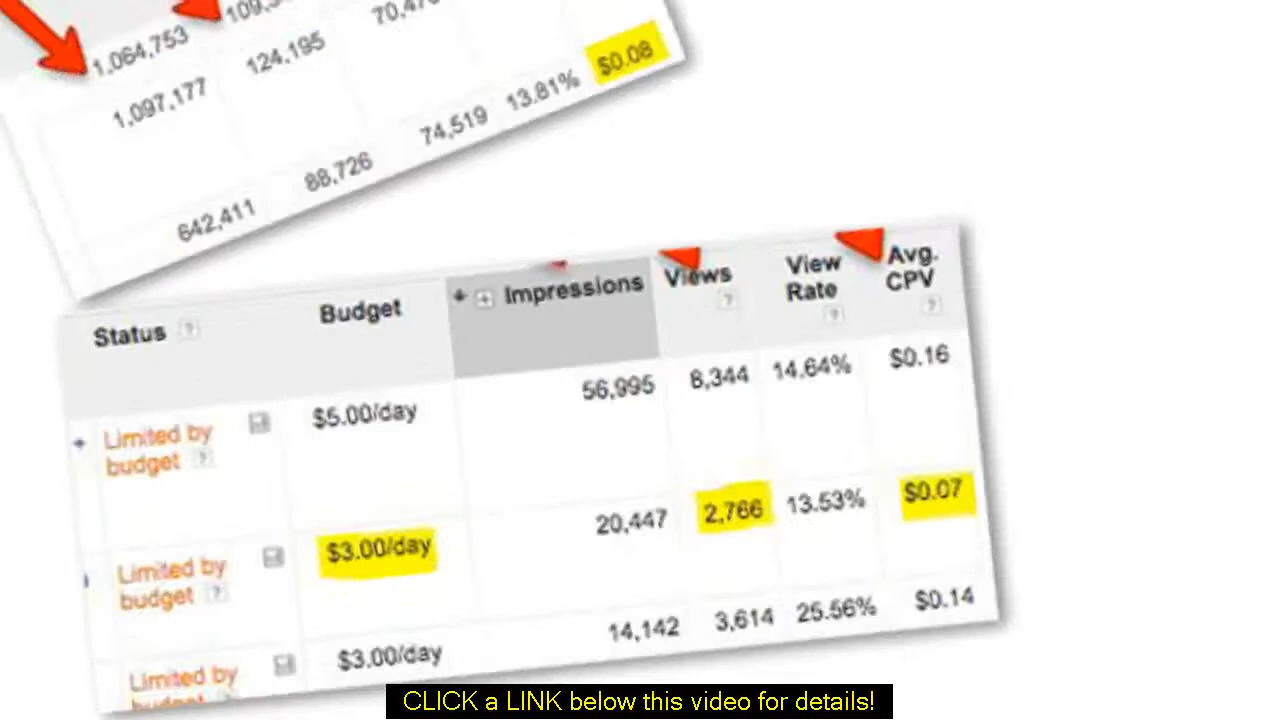 1,064,753
1,097,177 124,195
642,411 88,726 74,519 13.81% $0.08
Status ? Budget + Impressions Views ? View Rate ? Avg. CPV ?
Limited by budget ? $5.00/day 56,995 8,344 14.64% $0.16
Limited by budget ? $3.00/day 20,447 2,766 13.53% $0.07
Limited by $3.00/day 14,142 3,614 25.56% $0.14
CLICK a LINK below this video for details!